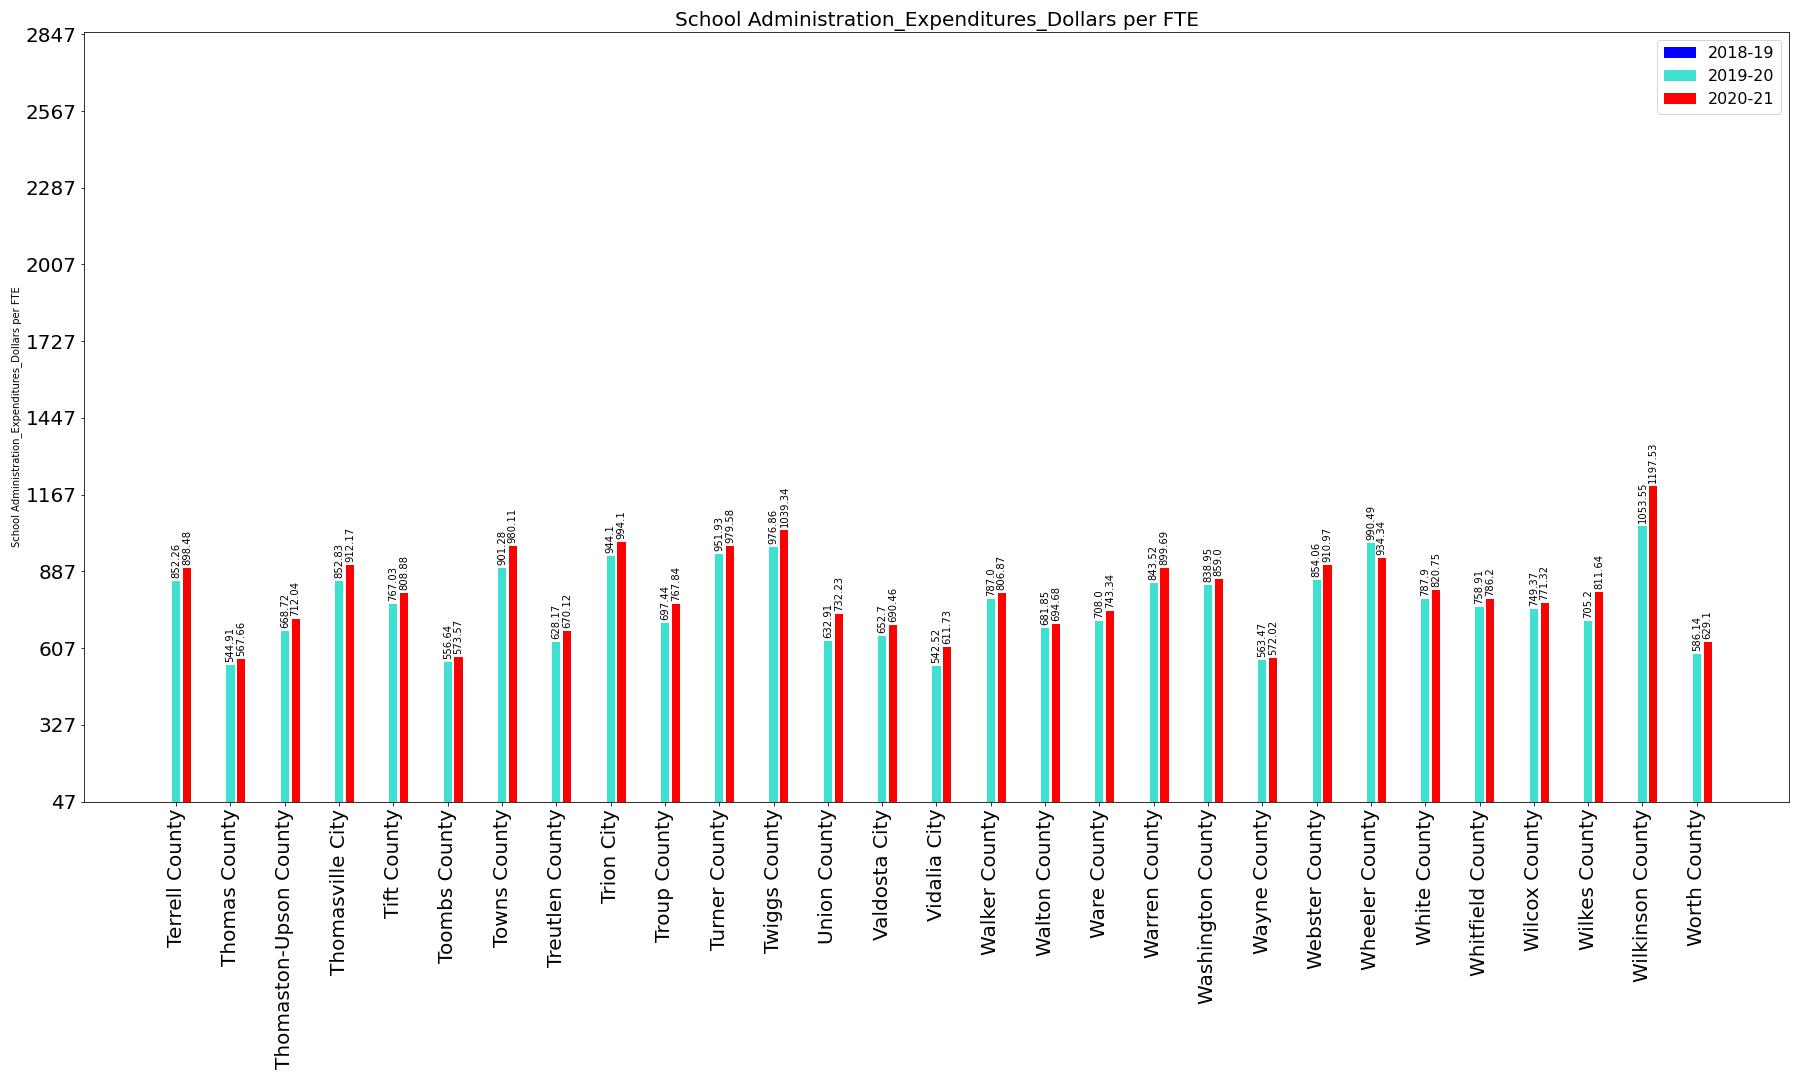 School Administration_Expenditures_Dollars per FTE
2018-19
2019-20
2020-21
School Administration_Expenditures_Dollars per FTE
2847
2567
2287
2007
1727
1447
1167
887
607
327
47
852.26
898.48
544.91
567.66
668.72
712.04
852.83
912.17
767.03
808.88
556.64
573.57
901.28
980.11
628.17
670.12
944.1
994.1
697.44
767.84
951.93
979.58
976.86
1039.34
632.91
732.23
652.7
690.46
542.52
611.73
787.0
806.87
681.85
694.68
708.0
743.34
843.52
899.69
838.95
859.0
563.47
572.02
854.06
910.97
990.49
934.34
787.9
820.75
758.91
786.2
749.37
771.32
705.2
811.64
1053.55
1197.53
586.14
629.1
Terrell County
Thomas County
Thomaston-Upson County
Thomasville City
Tift County
Toombs County
Towns County
Treutlen County
Trion City
Troup County
Turner County
Twiggs County
Union County
Valdosta City
Vidalia City
Walker County
Walton County
Ware County
Warren County
Washington County
Wayne County
Webster County
Wheeler County
White County
Whitfield County
Wilcox County
Wilkes County
Wilkinson County
Worth County